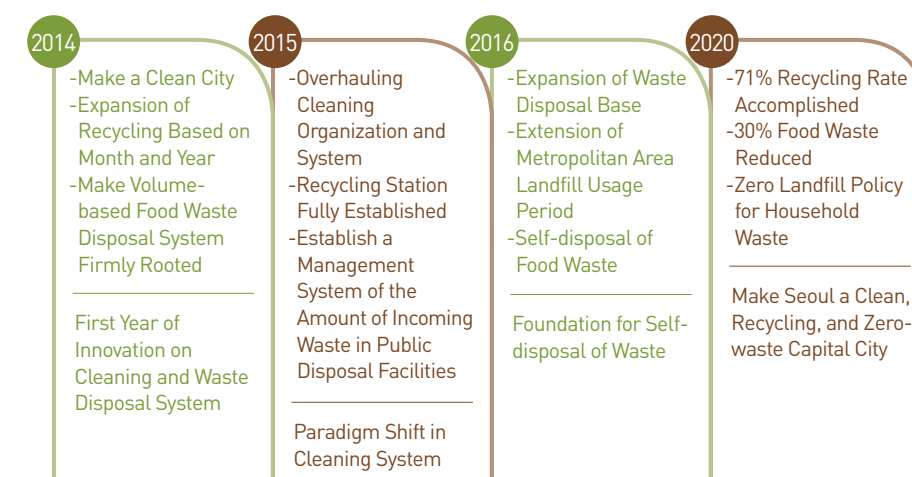 2014
-Make a Clean City
-Expansion of
Recycling Based on
Month and Year
-Make Volume-
based Food Waste
Disposal System
Firmly Rooted
First Year of
Innovation on
Cleaning and Waste
Disposal System
2015
-Overhauling
Cleaning
Organization and
System
-Recycling Station
Fully Established
-Establish a
Management
System of the
Amount of Incoming
Waste in Public
Disposal Facilities
Paradigm Shift in
Cleaning System
2016
-Expansion of Waste
Disposal Base
-Extension of
Metropolitan Area
Landfill Usage
Period
-Self-disposal of
Food Waste
Foundation for Self-
disposal of Waste
2020
-71% Recycling Rate
Accomplished
-30% Food Waste
Reduced
-Zero Landfill Policy
for Household
Waste
Make Seoul a Clean,
Recycling, and Zero-
waste Capital City